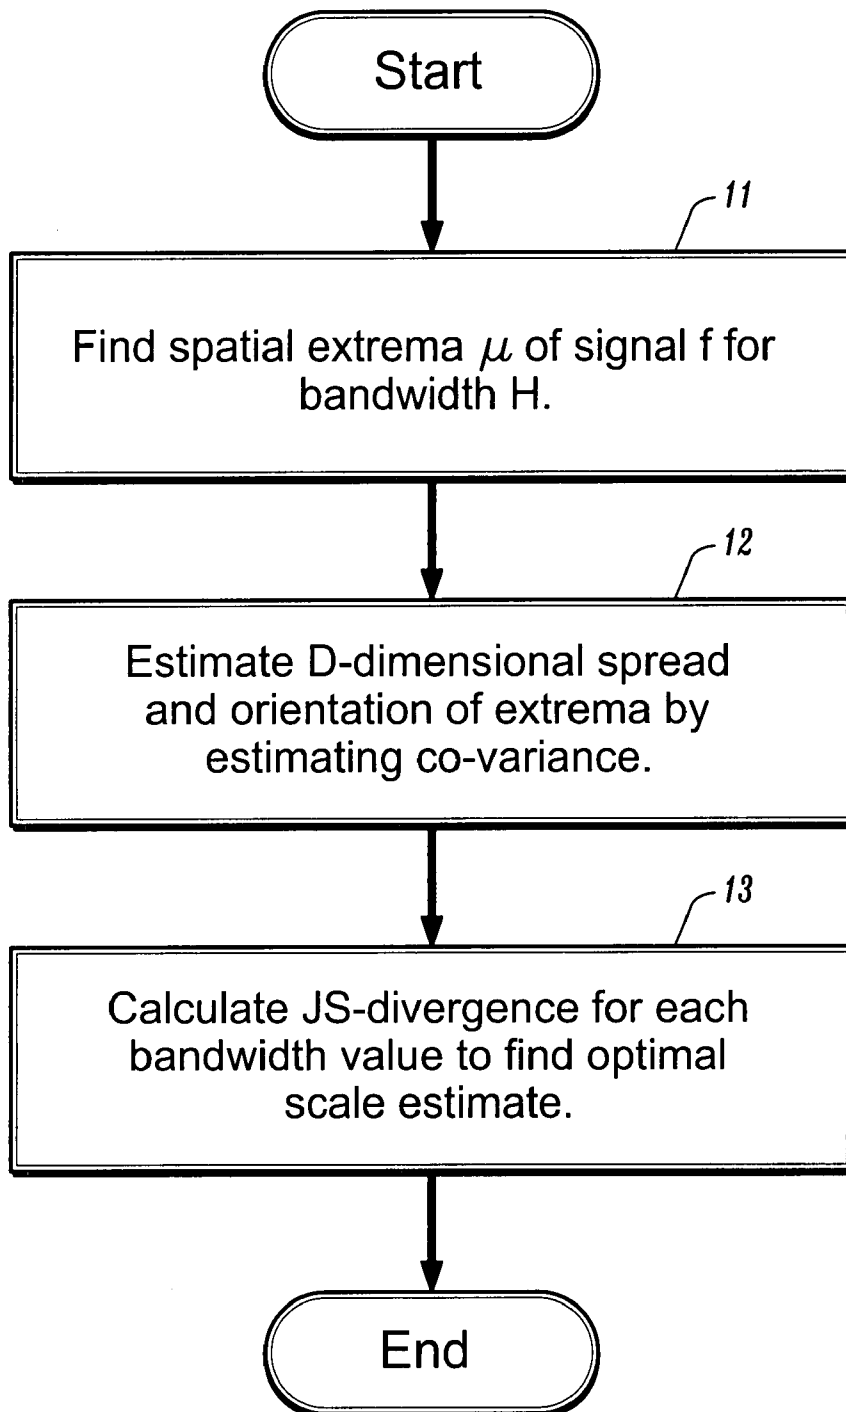 Start
11
Find spatial extrema μ of signal f for
bandwidth H.
12
Estimate D-dimensional spread
and orientation of extrema by
estimating co-variance.
13
Calculate JS-divergence for each
bandwidth value to find optimal
scale estimate.
End